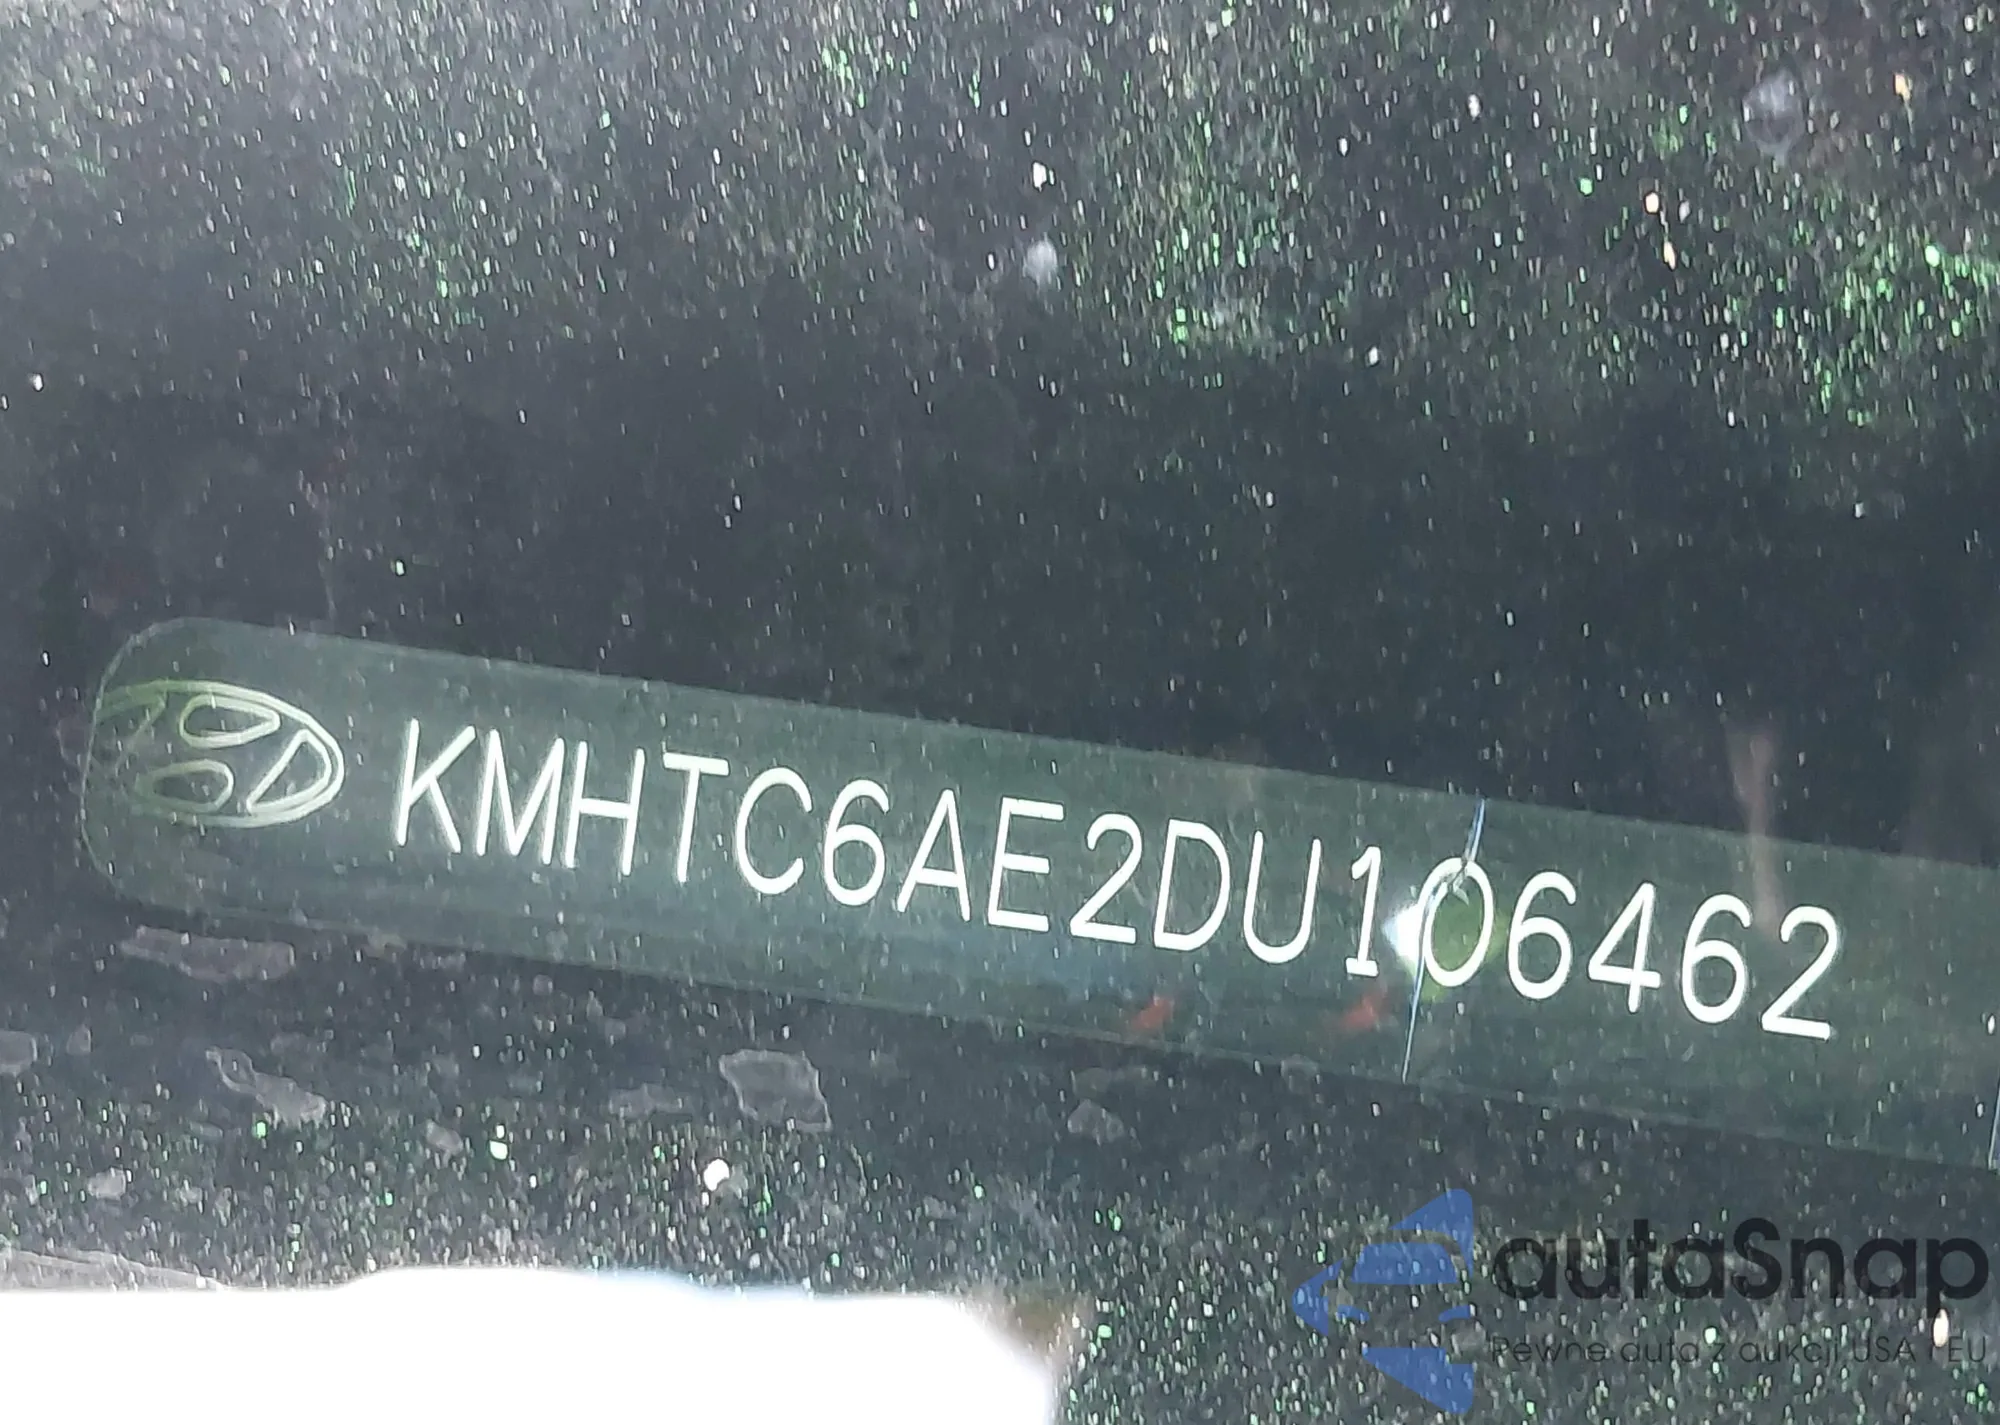 KMHTC6AE2DU106462
autaSnap
Pewne auta z aukcji USA i EU